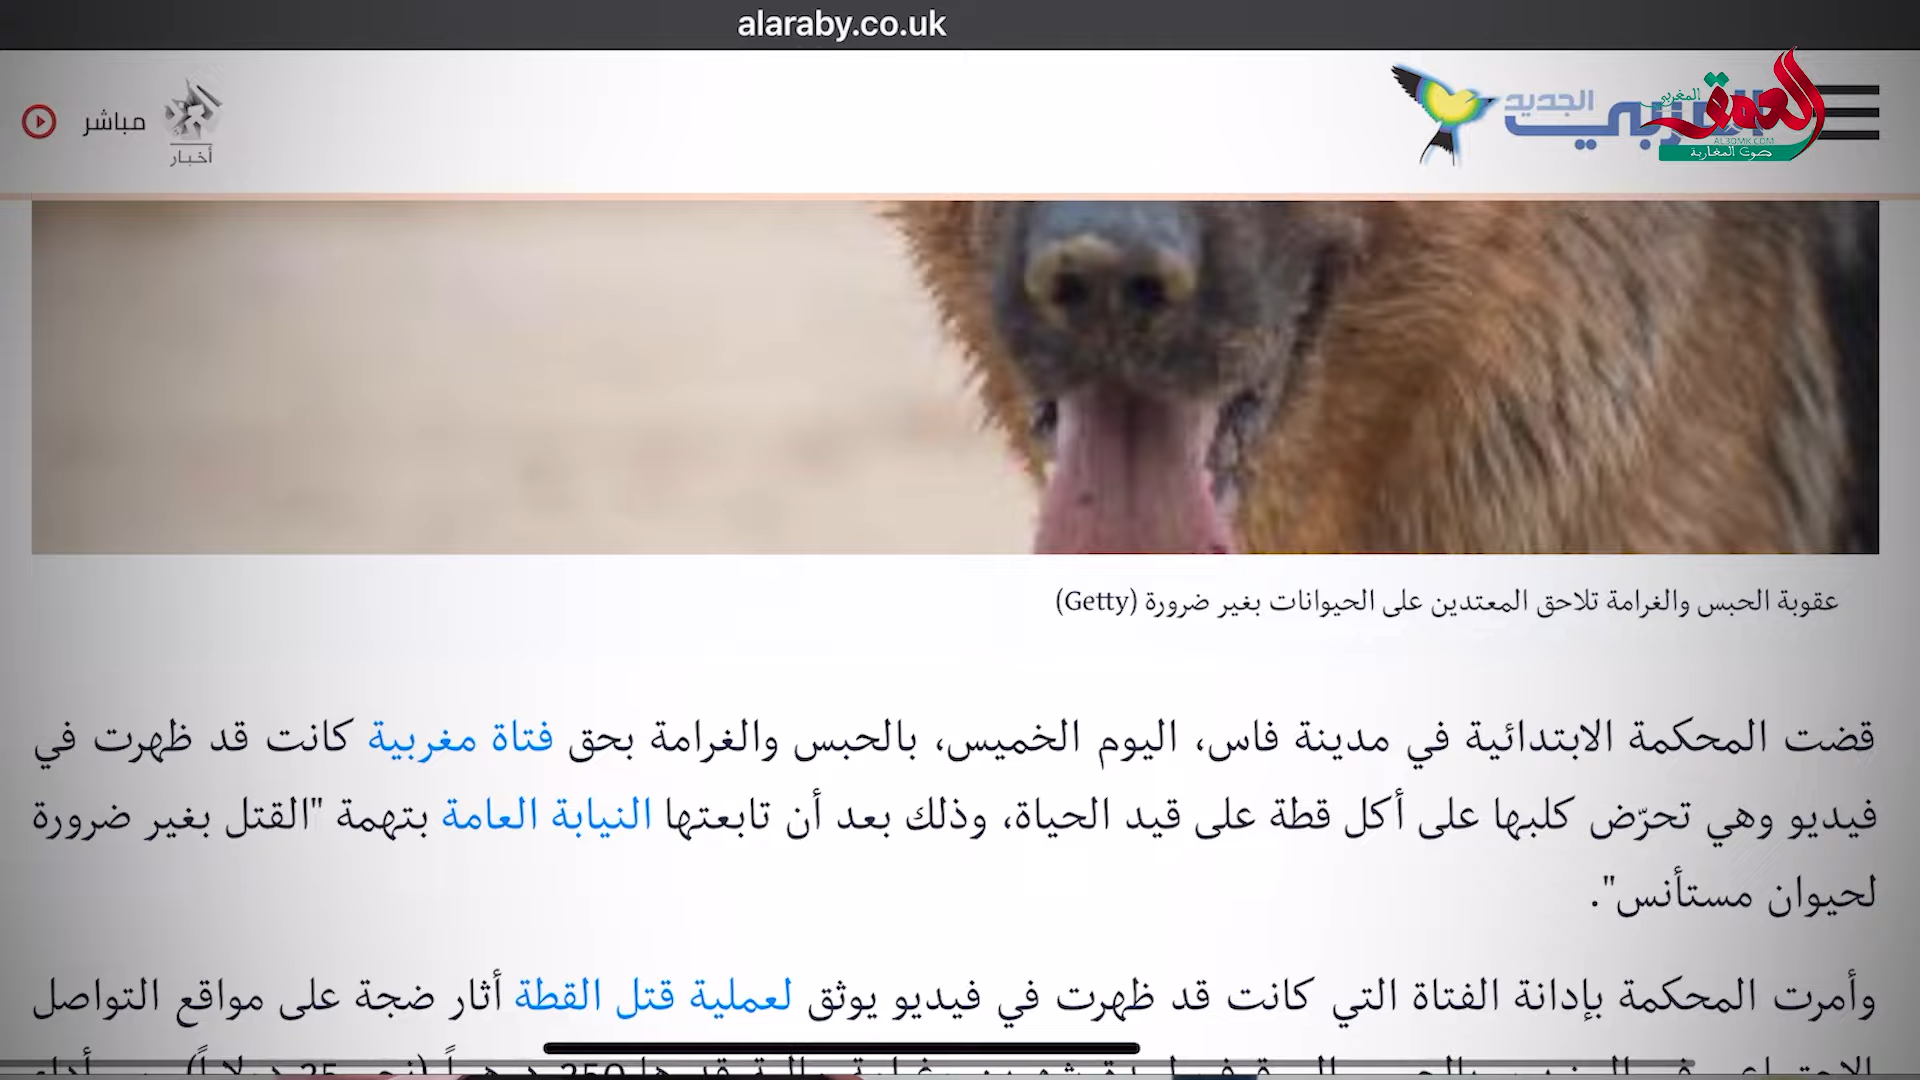 alaraby.co.uk
مباشر
أخبار
العربي الجديد
العمق المغربي
AL3OMK.COM
صوت المغاربة
عقوبة الحبس والغرامة تلاحق المعتدين على الحيوانات بغير ضرورة (Getty)
قضت المحكمة الابتدائية في مدينة فاس، اليوم الخميس، بالحبس والغرامة بحق فتاة مغربية كانت قد ظهرت في
فيديو وهي تحرّض كلبها على أكل قطة على قيد الحياة، وذلك بعد أن تابعتها النيابة العامة بتهمة "القتل بغير ضرورة
لحيوان مستأنس".
وأمرت المحكمة بإدانة الفتاة التي كانت قد ظهرت في فيديو يوثق لعملية قتل القطة أثار ضجة على مواقع التواصل